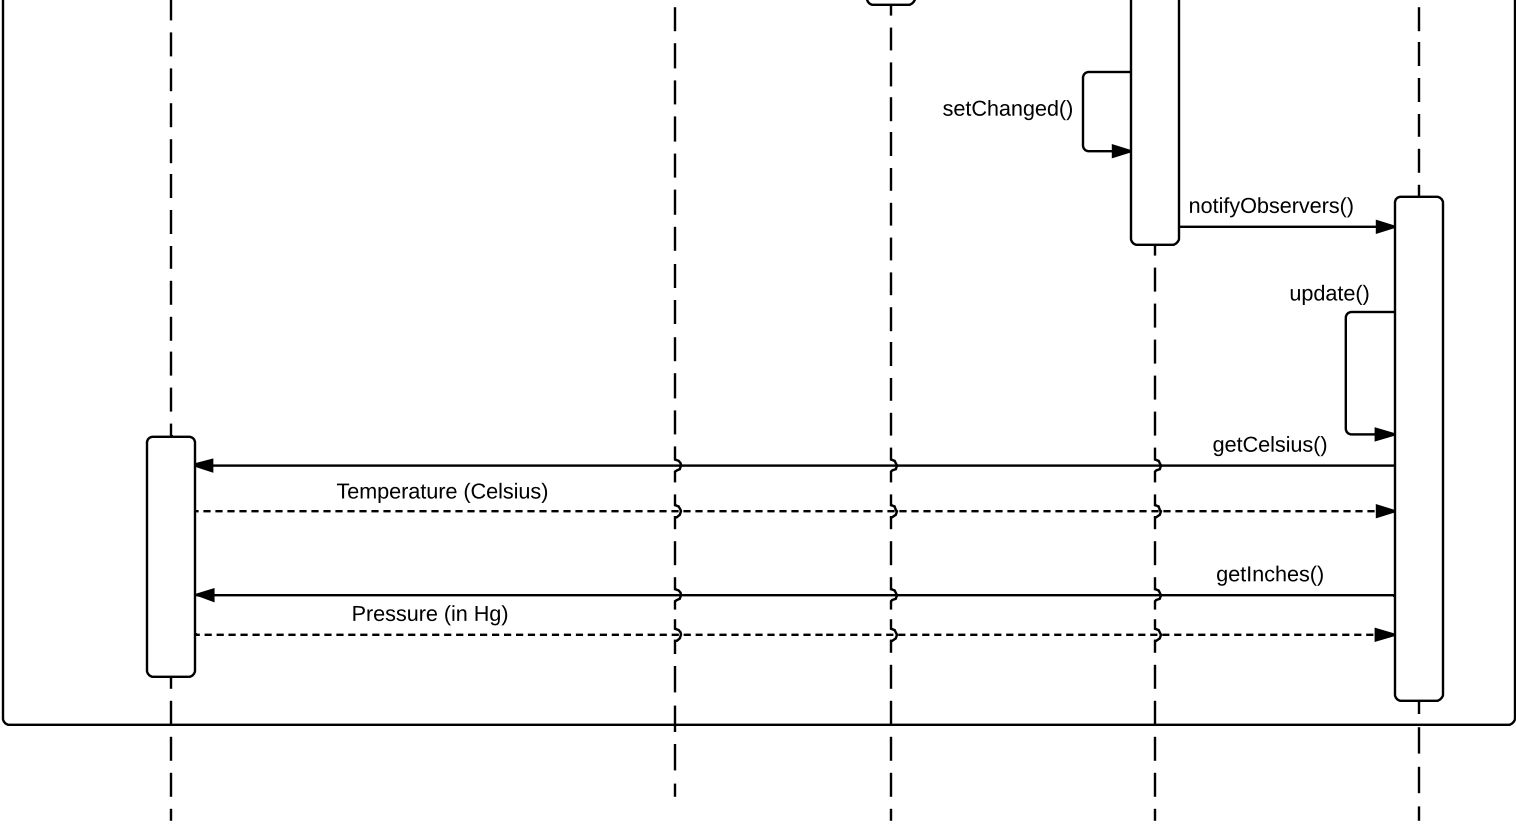 setChanged()
notifyObservers()
update()
getCelsius()
Temperature (Celsius)
getInches()
Pressure (in Hg)